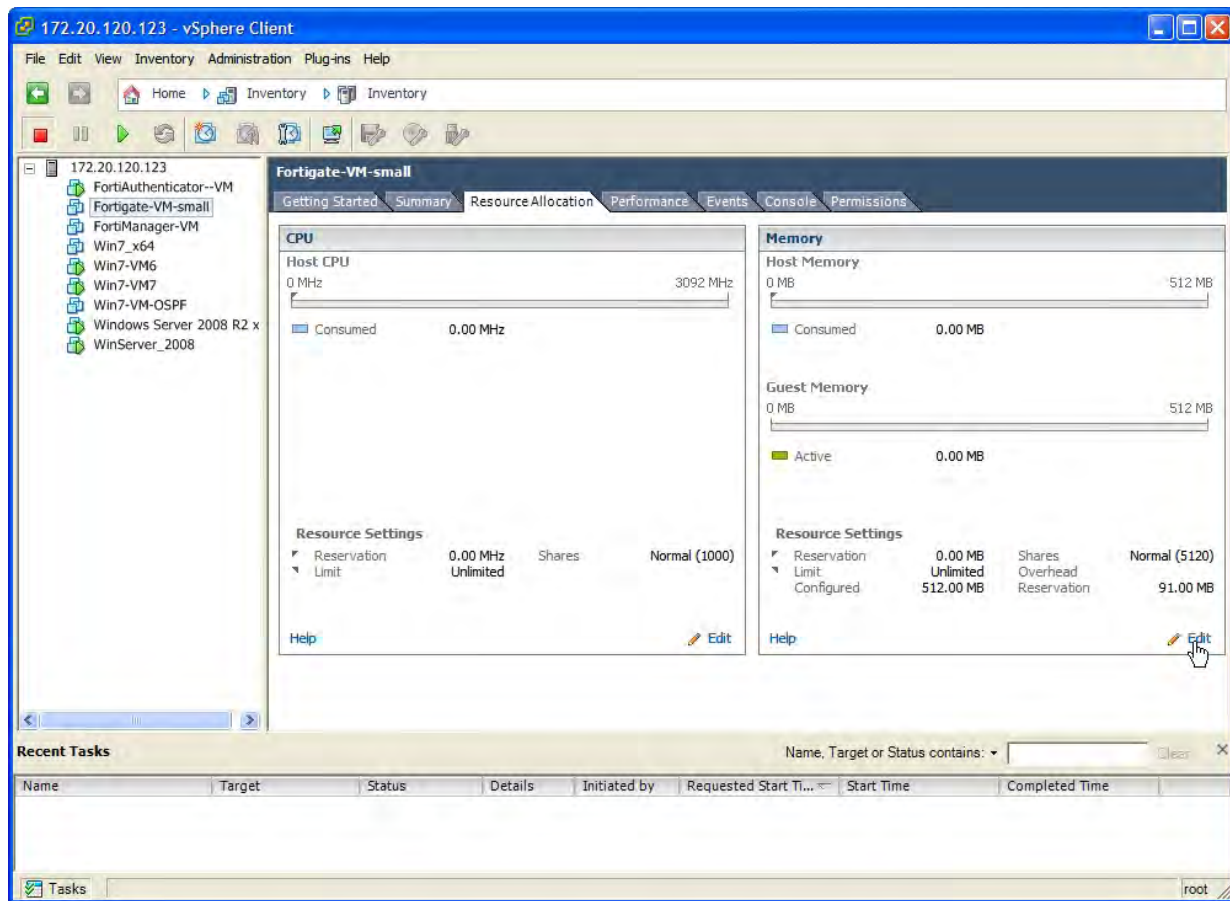 172.20.120.123 - vSphere Client
File Edit View Inventory Administration Plug-ins Help
Home Inventory Inventory
172.20.120.123
FortiAuthenticator--VM
Fortigate-VM-small
FortiManager-VM
Win7_x64
Win7-VM6
Win7-VM7
Win7-VM-OSPF
Windows Server 2008 R2 x
WinServer_2008
Fortigate-VM-small
Getting Started Summary Resource Allocation Performance Events Console Permissions
CPU
Host CPU
0 MHz 3092 MHz
Consumed 0.00 MHz
Resource Settings
Reservation 0.00 MHz Shares Normal (1000)
Limit Unlimited
Help Edit
Memory
Host Memory
0 MB 512 MB
Consumed 0.00 MB
Guest Memory
0 MB 512 MB
Active 0.00 MB
Resource Settings
Reservation 0.00 MB Shares Normal (5120)
Limit Unlimited Overhead
Configured 512.00 MB Reservation 91.00 MB
Help Edit
Recent Tasks Name, Target or Status contains: Clear
Name Target Status Details Initiated by Requested Start Ti... Start Time Completed Time
Tasks root